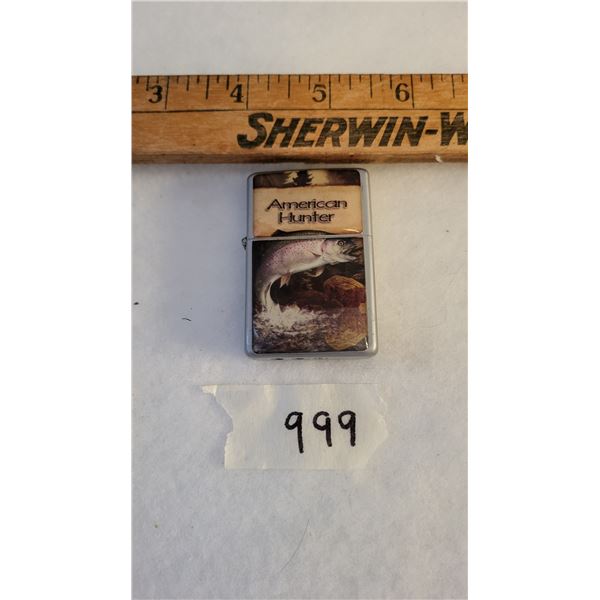 3 4 5 6
SHERWIN-W
American
Hunter
999